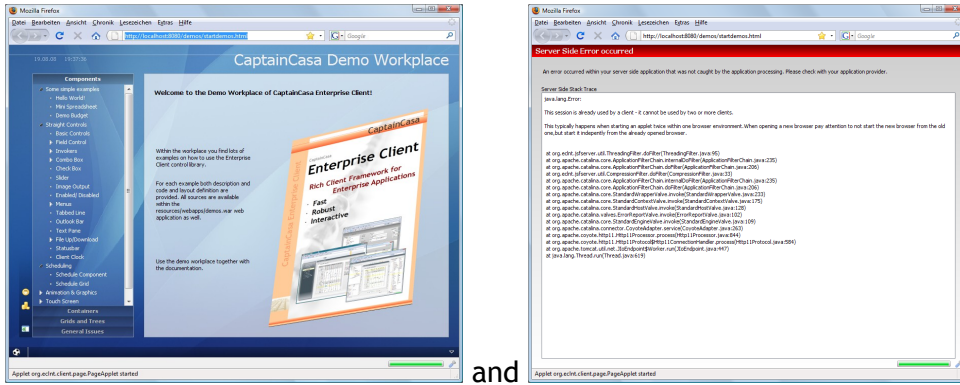 Mozilla Firefox
Datei Bearbeiten Ansicht Chronik Lesezeichen Extras Hilfe
http://localhost:8080/demos/startdemos.html
Google
19.08.08 19:37:36
CaptainCasa Demo Workplace
Components
Some simple examples
Hello World!
Mini Spreadsheet
Demo Budget
Straight Controls
Basic Controls
Field Control
Invokers
Combo Box
Check Box
Slider
Image Output
Enabled/ Disabled
Menus
Tabbed Line
Outlook Bar
Text Pane
File Up/Download
Statusbar
Client Clock
Scheduling
Schedule Component
Schedule Grid
Animation & Graphics
Touch Screen
Containers
Grids and Trees
General Issues
Welcome to the Demo Workplace of CaptainCasa Enterprise Client!
Within the workplace you find lots of
examples on how to use the Enterprise
Client control library.
For each example both description and
code and layout definition are
provided. All sources are available
within the
resources/webapps/demos.war web
application as well.
Use the demo workplace together with
the documentation.
CaptainCasa
Enterprise Client
Rich Client Framework for
Enterprise Applications
- Fast
- Robust
- Interactive
CaptainCasa Enterprise Client
Applet org.eclnt.client.page.PageApplet started
and
Mozilla Firefox
Datei Bearbeiten Ansicht Chronik Lesezeichen Extras Hilfe
http://localhost:8080/demos/startdemos.html
Google
Server Side Error occurred
An error occurred within your server side application that was not caught by the application processing. Please check with your application provider.
Server Side Stack Trace
java.lang.Error:
This session is already used by a client - it cannot be used by two or more clients.
This typically happens when starting an applet twice within one browser environment.When opening a new browser pay attention to not start the new browser from the old
one,but start it indepently from the already opened browser.
at org.eclnt.jsfserver.util.ThreadingFilter.doFilter(ThreadingFilter.java:95)
at org.apache.catalina.core.ApplicationFilterChain.internalDoFilter(ApplicationFilterChain.java:235)
at org.apache.catalina.core.ApplicationFilterChain.doFilter(ApplicationFilterChain.java:206)
at org.eclnt.jsfserver.util.CompressionFilter.doFilter(CompressionFilter.java:33)
at org.apache.catalina.core.ApplicationFilterChain.internalDoFilter(ApplicationFilterChain.java:235)
at org.apache.catalina.core.ApplicationFilterChain.doFilter(ApplicationFilterChain.java:206)
at org.apache.catalina.core.StandardWrapperValve.invoke(StandardWrapperValve.java:233)
at org.apache.catalina.core.StandardContextValve.invoke(StandardContextValve.java:175)
at org.apache.catalina.core.StandardHostValve.invoke(StandardHostValve.java:128)
at org.apache.catalina.valves.ErrorReportValve.invoke(ErrorReportValve.java:102)
at org.apache.catalina.core.StandardEngineValve.invoke(StandardEngineValve.java:109)
at org.apache.catalina.connector.CoyoteAdapter.service(CoyoteAdapter.java:263)
at org.apache.coyote.http11.Http11Processor.process(Http11Processor.java:844)
at org.apache.coyote.http11.Http11Protocol$Http11ConnectionHandler.process(Http11Protocol.java:584)
at org.apache.tomcat.util.net.JIoEndpoint$Worker.run(JIoEndpoint.java:447)
at java.lang.Thread.run(Thread.java:619)
Applet org.eclnt.client.page.PageApplet started